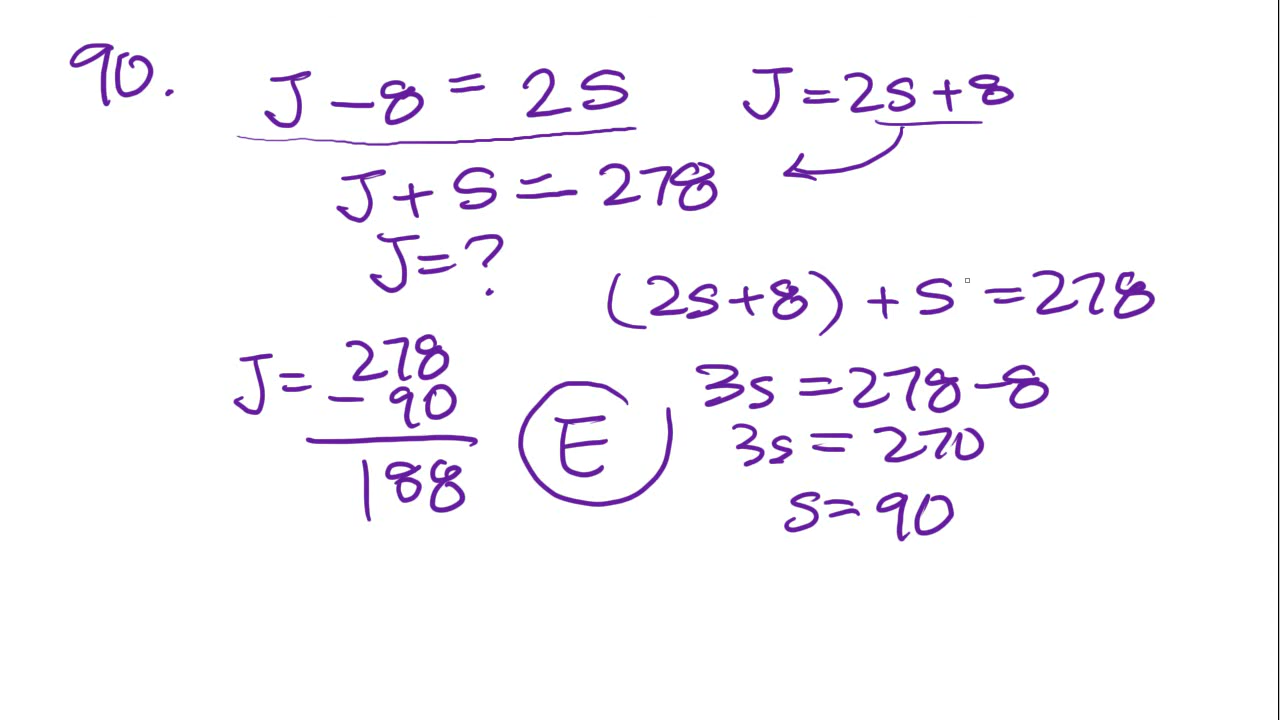 90.
J - 8 = 2S
J = 2s + 8
J + S = 278
J = ?
(2s + 8) + S = 278
J = 278
- 90
188
E
3s = 278 - 8
3s = 270
s = 90